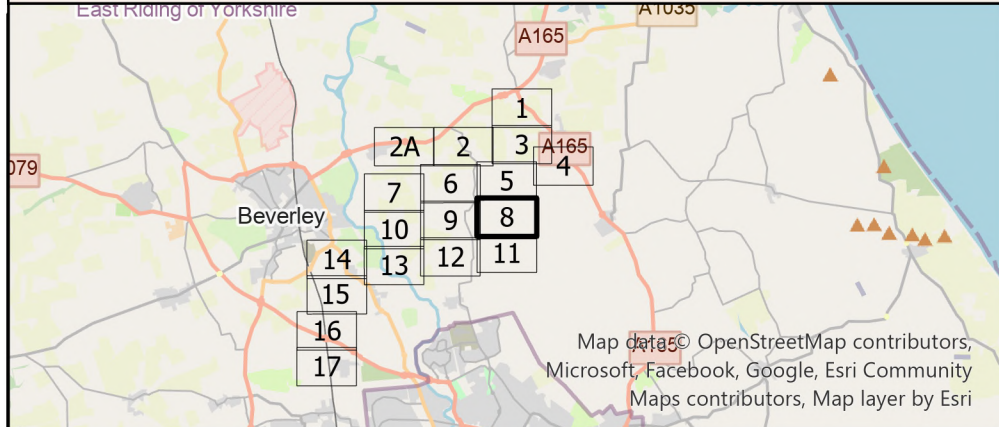 East Riding of Yorkshire
A1035
A165
1
2A
2
3
A165
4
079
5
6
7
8
9
Beverley
10
11
12
13
14
15
16
17
A165
Map data © OpenStreetMap contributors,
Microsoft, Facebook, Google, Esri Community
Maps contributors, Map layer by Esri